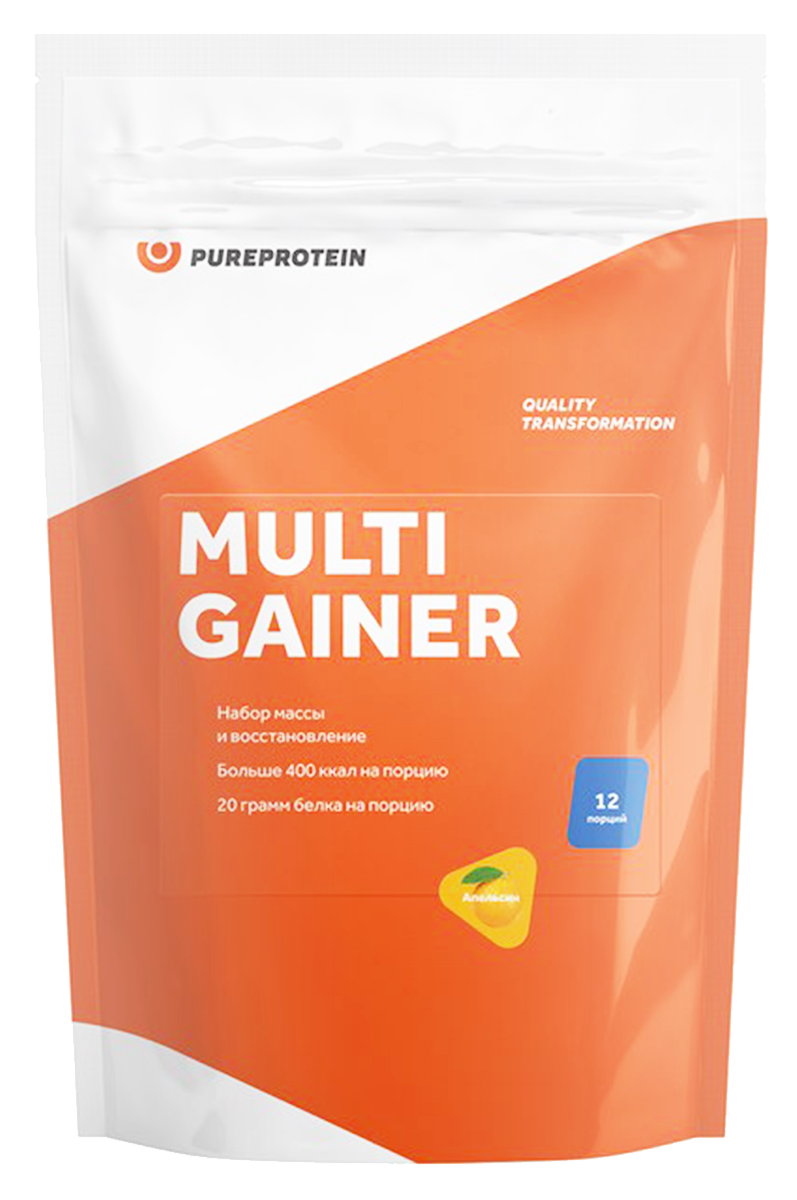 PUREPROTEIN
QUALITY
TRANSFORMATION
MULTI
GAINER
Набор массы
и восстановление
Больше 400 ккал на порцию
20 грамм белка на порцию
12
порций
Апельсин